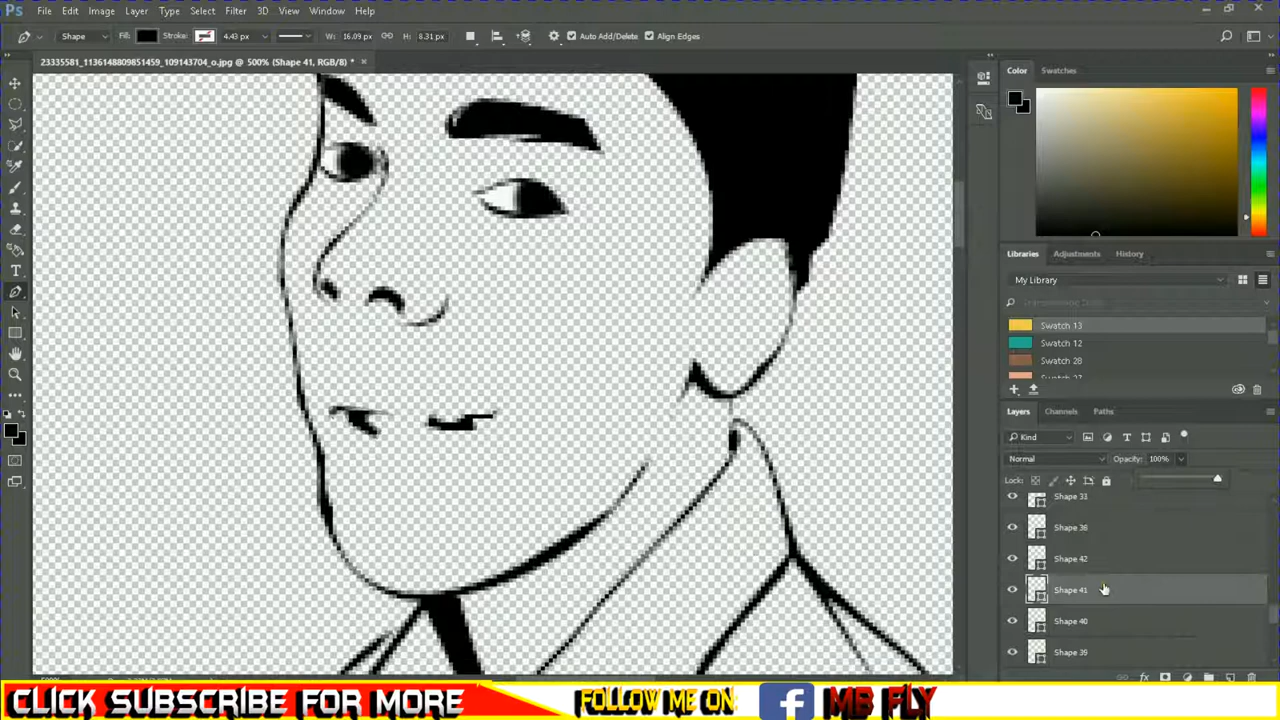 Ps File Edit Image Layer Type Select Filter 3D View Window Help
Shape Fill: Stroke: 4.43 px W: 16.09 px H: 8.31 px Auto Add/Delete Align Edges
23335581_1136148809851459_109143704_o.jpg @ 500% (Shape 41, RGB/8) *
Color Swatches
Libraries Adjustments History
My Library
Swatch 13
Swatch 12
Swatch 28
Layers Channels Paths
Kind
Normal Opacity: 100%
Lock:
Shape 33
Shape 36
Shape 42
Shape 41
Shape 40
Shape 39
CLICK SUBSCRIBE FOR MORE FOLLOW ME ON f MB FLY